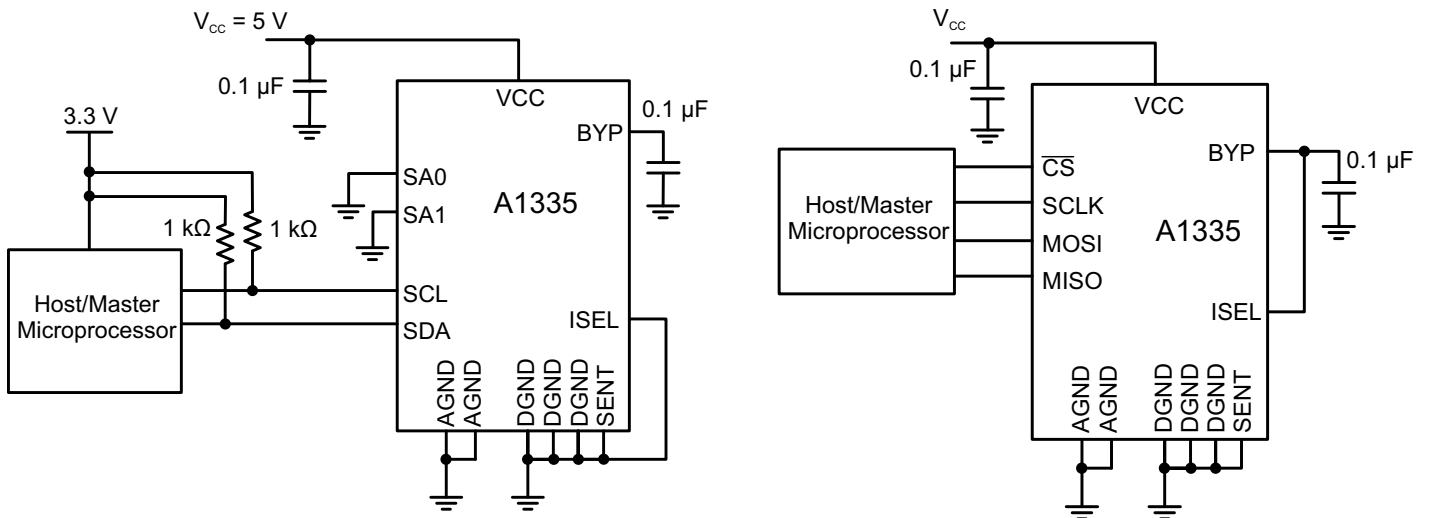 V_CC = 5 V
0.1 µF
3.3 V
VCC
BYP
0.1 µF
SA0
SA1
A1335
1 kΩ
1 kΩ
Host/Master
Microprocessor
SCL
SDA
ISEL
AGND
AGND
DGND
DGND
DGND
SENT
V_CC
0.1 µF
VCC
BYP
0.1 µF
Host/Master
Microprocessor
CS
SCLK
MOSI
MISO
A1335
ISEL
AGND
AGND
DGND
DGND
DGND
SENT